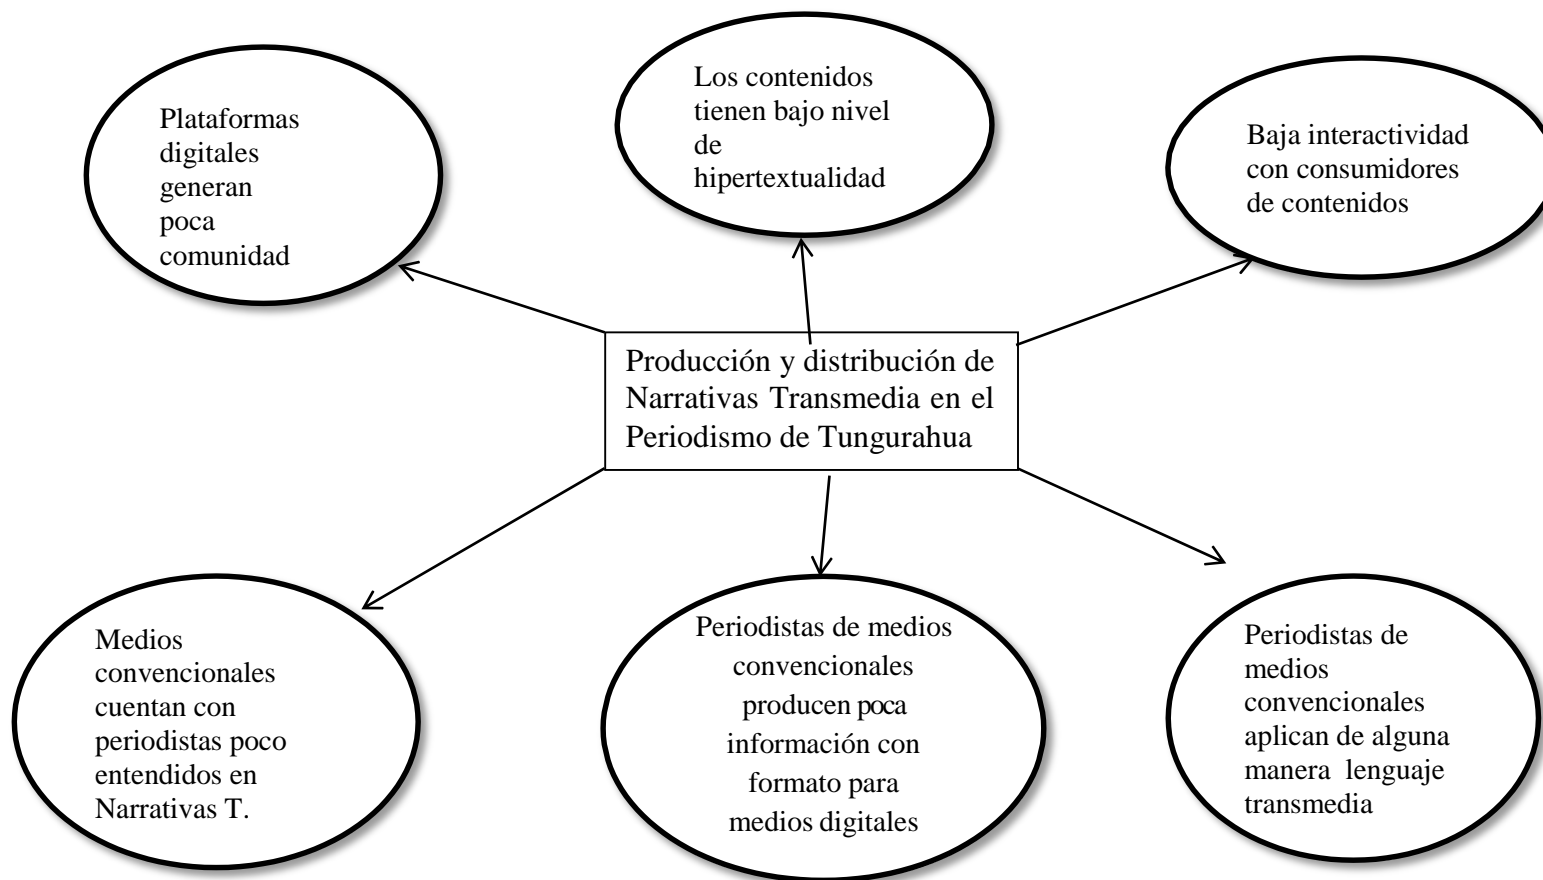 Plataformas
digitales
generan
poca
comunidad
Los contenidos
tienen bajo nivel
de
hipertextualidad
Baja interactividad
con consumidores
de contenidos
Producción y distribución de
Narrativas Transmedia en el
Periodismo de Tungurahua
Medios
convencionales
cuentan con
periodistas poco
entendidos en
Narrativas T.
Periodistas de medios
convencionales
producen poca
información con
formato para
medios digitales
Periodistas de
medios
convencionales
aplican de alguna
manera lenguaje
transmedia